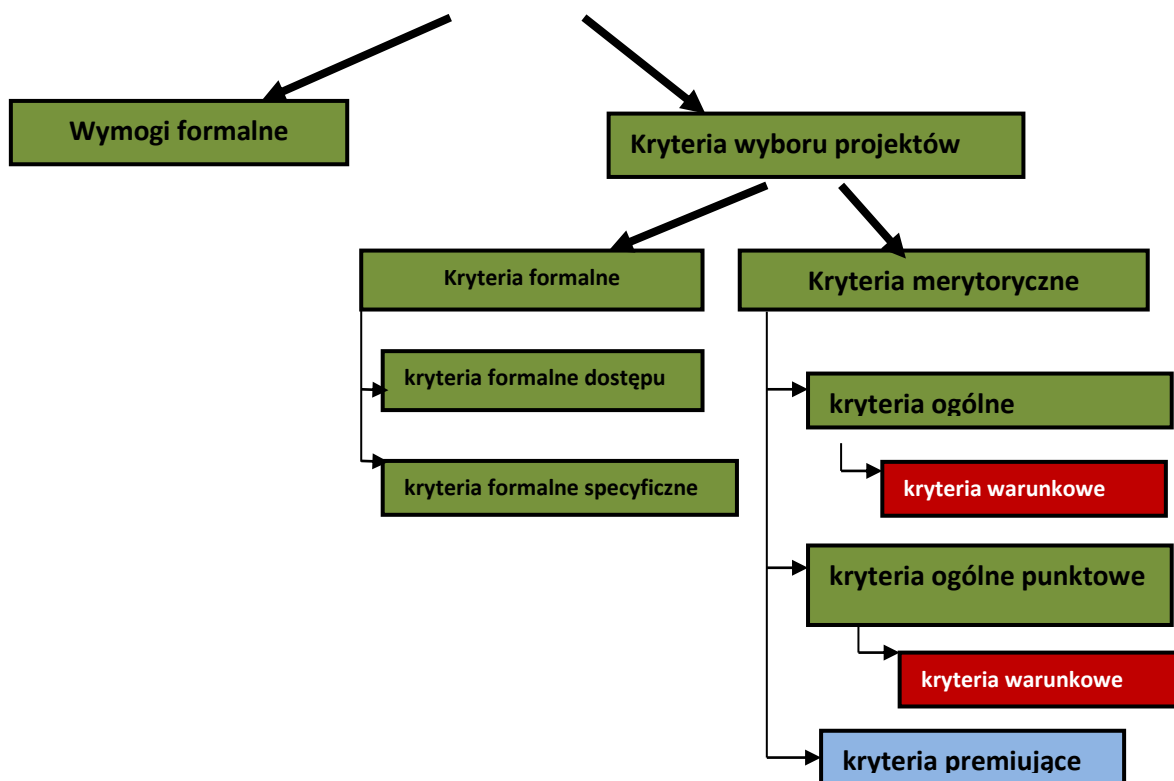 Wymogi formalne
Kryteria wyboru projektów
Kryteria formalne
Kryteria merytoryczne
kryteria formalne dostępu
kryteria ogólne
kryteria formalne specyficzne
kryteria warunkowe
kryteria ogólne punktowe
kryteria warunkowe
kryteria premiujące